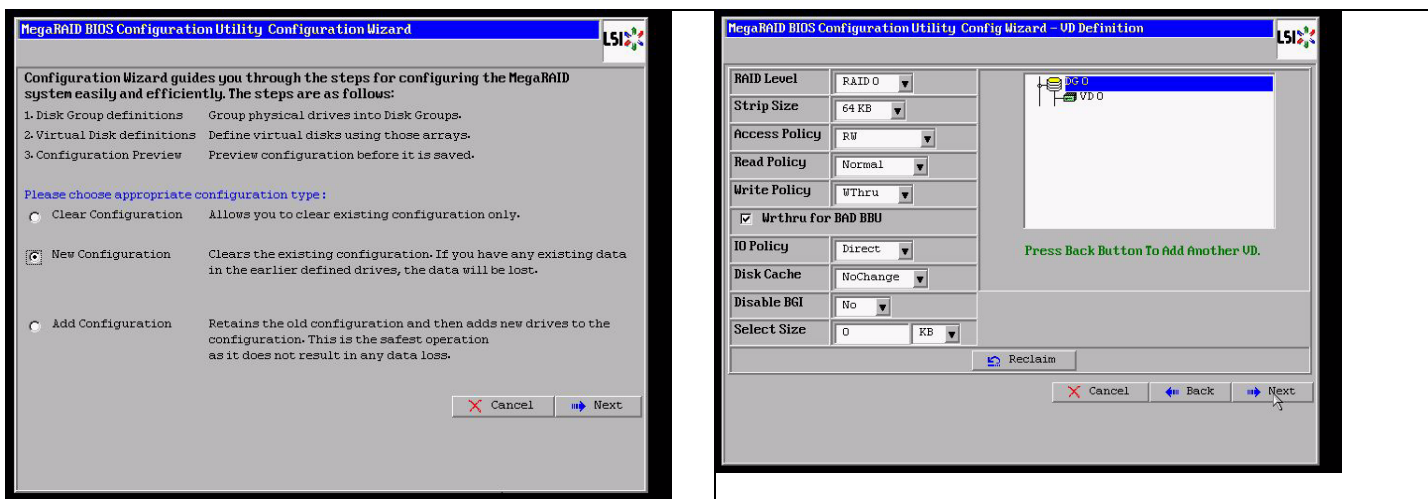 MegaRAID BIOS Configuration Utility Configuration Wizard
LSI
Configuration Wizard guides you through the steps for configuring the MegaRAID
system easily and efficiently. The steps are as follows:
1. Disk Group definitions Group physical drives into Disk Groups.
2. Virtual Disk definitions Define virtual disks using those arrays.
3. Configuration Preview Preview configuration before it is saved.
Please choose appropriate configuration type:
Clear Configuration Allows you to clear existing configuration only.
New Configuration Clears the existing configuration. If you have any existing data
in the earlier defined drives, the data will be lost.
Add Configuration Retains the old configuration and then adds new drives to the
configuration. This is the safest operation
as it does not result in any data loss.
Cancel Next
MegaRAID BIOS Configuration Utility Config Wizard – VD Definition
LSI
RAID Level RAID 0
Strip Size 64 KB
Access Policy RW
Read Policy Normal
Write Policy WThru
Wrthru for BAD BBU
IO Policy Direct
Disk Cache NoChange
Disable BGI No
Select Size 0 KB
DG 0
VD 0
Press Back Button To Add Another VD.
Reclaim
Cancel Back Next